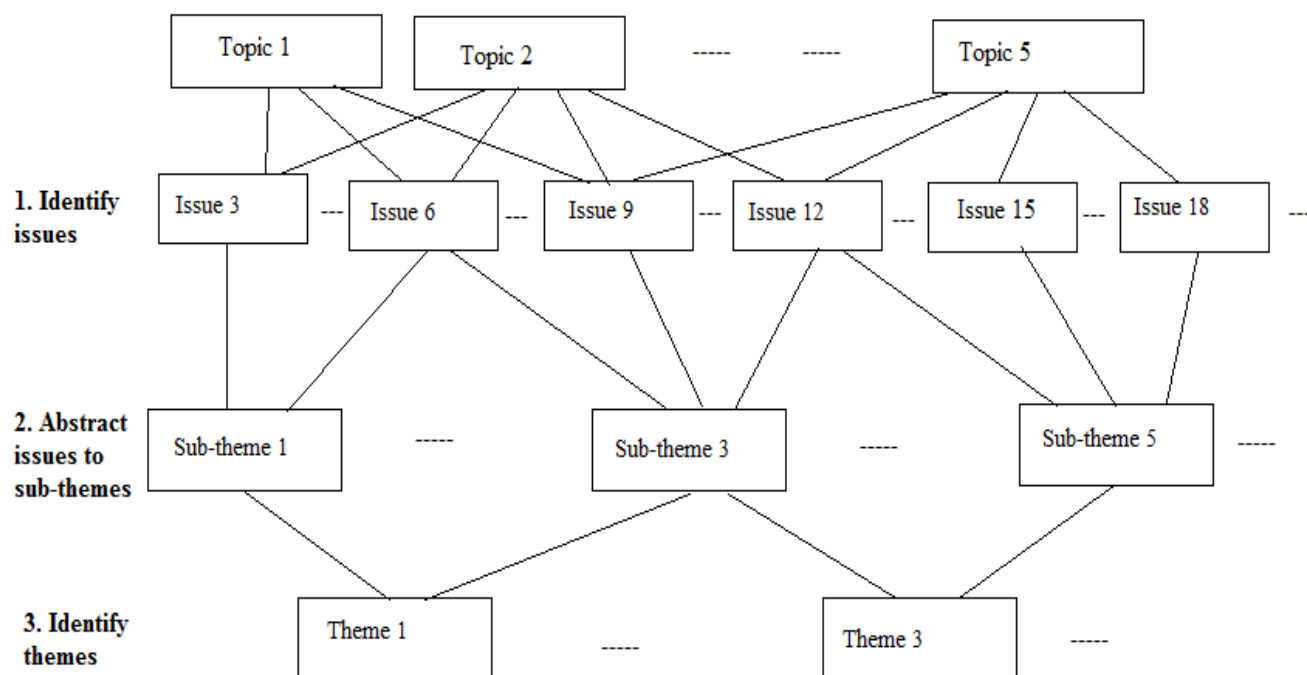 Topic 1
Topic 2
-----
-----
Topic 5
1. Identify
issues
Issue 3
---
Issue 6
---
Issue 9
---
Issue 12
---
Issue 15
---
Issue 18
---
2. Abstract
issues to
sub-themes
Sub-theme 1
-----
Sub-theme 3
-----
Sub-theme 5
-----
3. Identify
themes
Theme 1
-----
Theme 3
-----